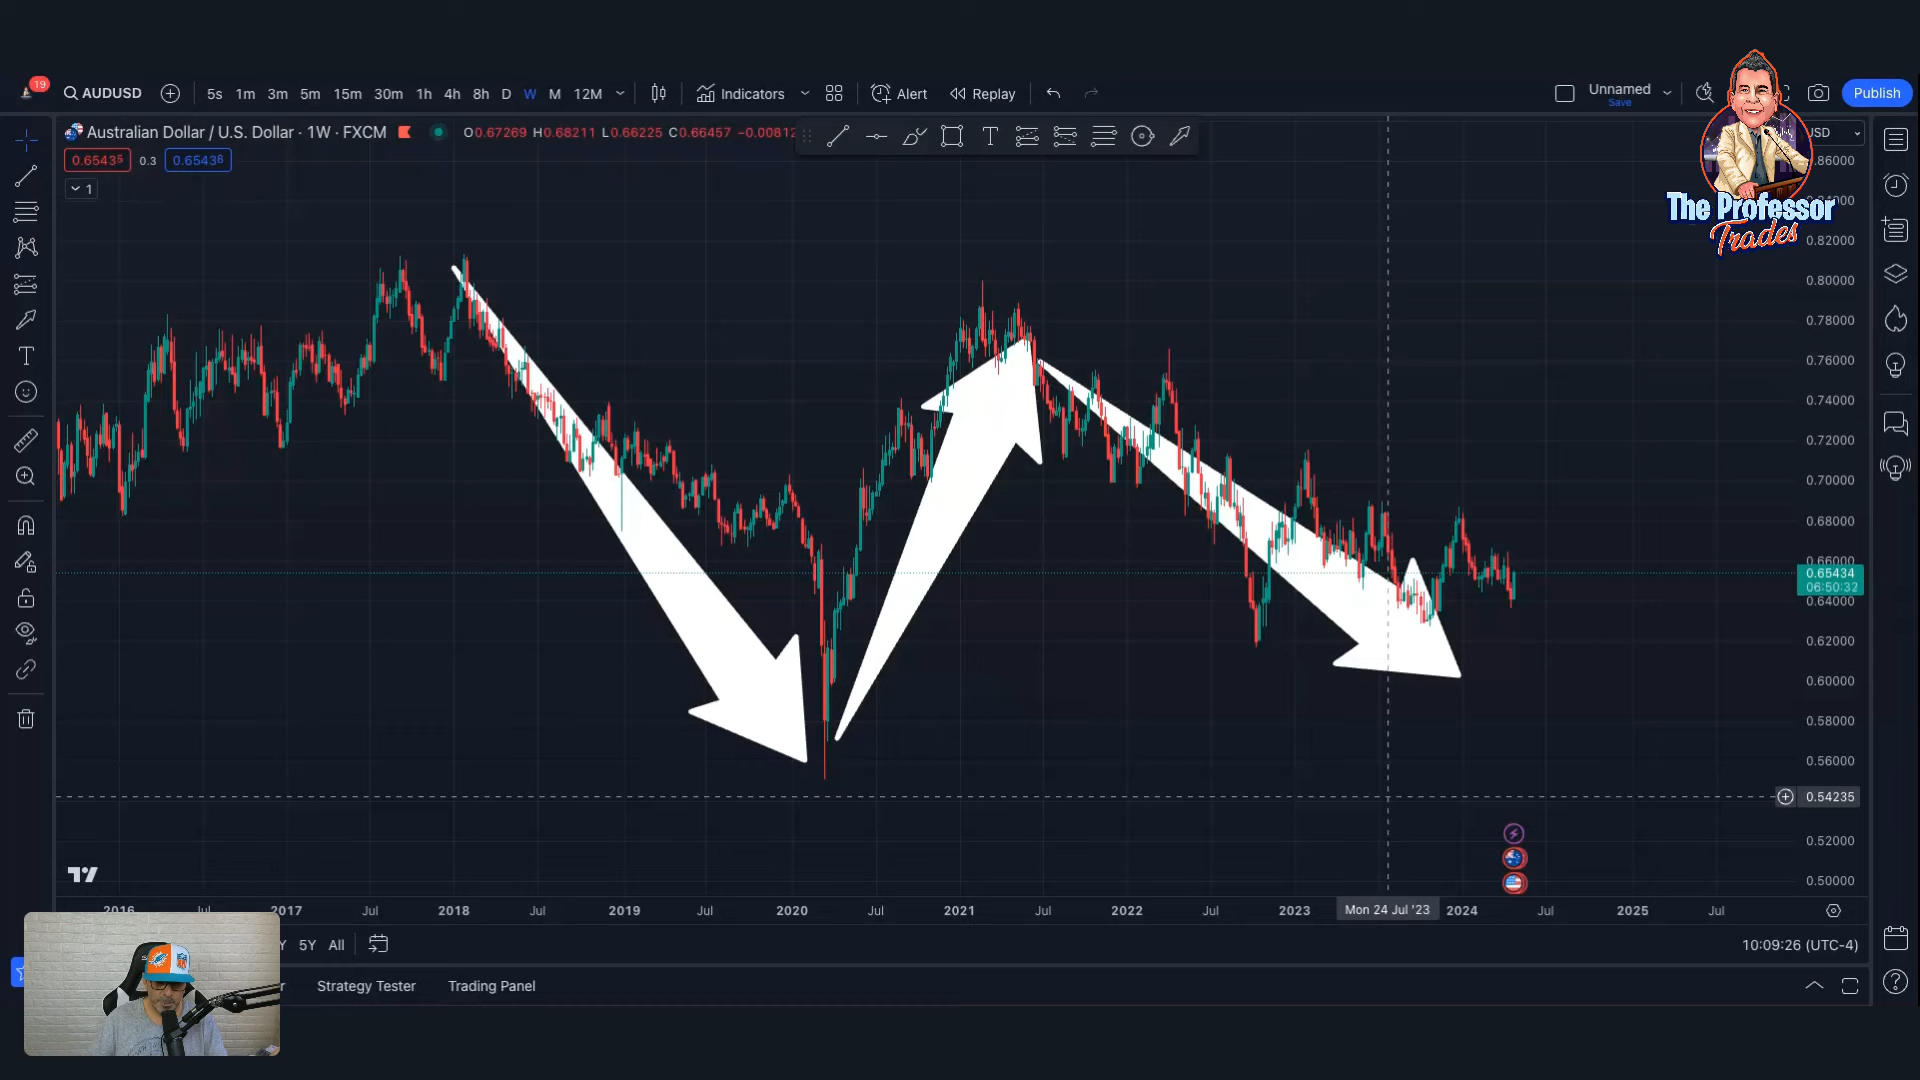 19
AUDUSD 5s 1m 3m 5m 15m 30m 1h 4h 8h D W M 12M Indicators Alert Replay Unnamed Publish
Save
Australian Dollar / U.S. Dollar · 1W · FXCM O0.67269 H0.68211 L0.66225 C0.66457 −0.00812
USD
0.65435 0.3 0.65436
1
The Professor
Trades
.86000
.84000
0.82000
0.80000
0.78000
0.76000
0.74000
0.72000
0.70000
0.68000
0.66000
0.65434
06:50:32
0.64000
0.62000
0.60000
0.58000
0.56000
0.54235
0.52000
0.50000
2016 Jul 2017 Jul 2018 Jul 2019 Jul 2020 Jul 2021 Jul 2022 Jul 2023 Mon 24 Jul '23 2024 Jul 2025 Jul
Y 5Y All 10:09:26 (UTC-4)
r Strategy Tester Trading Panel